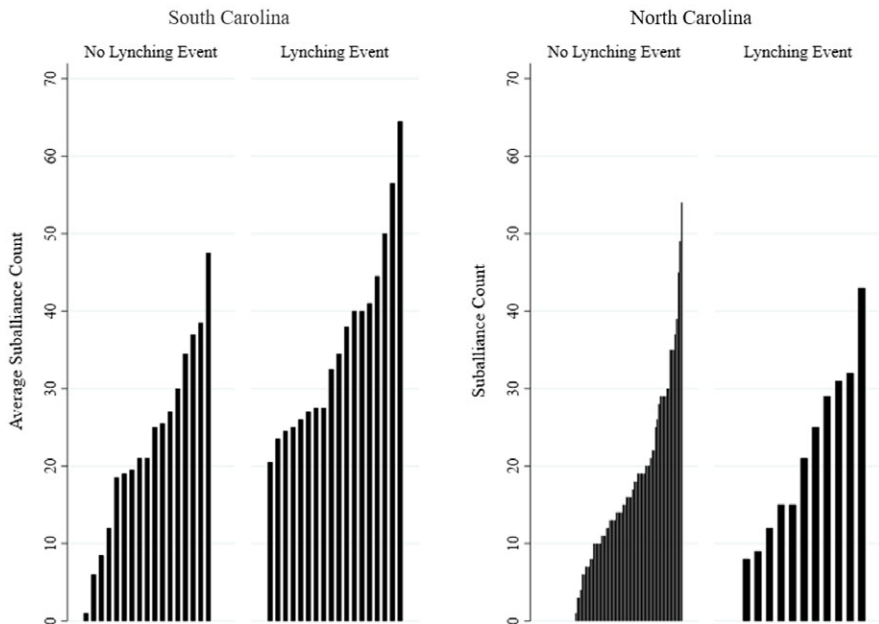 South Carolina
No Lynching Event
Lynching Event
Average Suballiance Count
70
60
50
40
30
20
10
0
North Carolina
No Lynching Event
Lynching Event
Suballiance Count
70
60
50
40
30
20
10
0